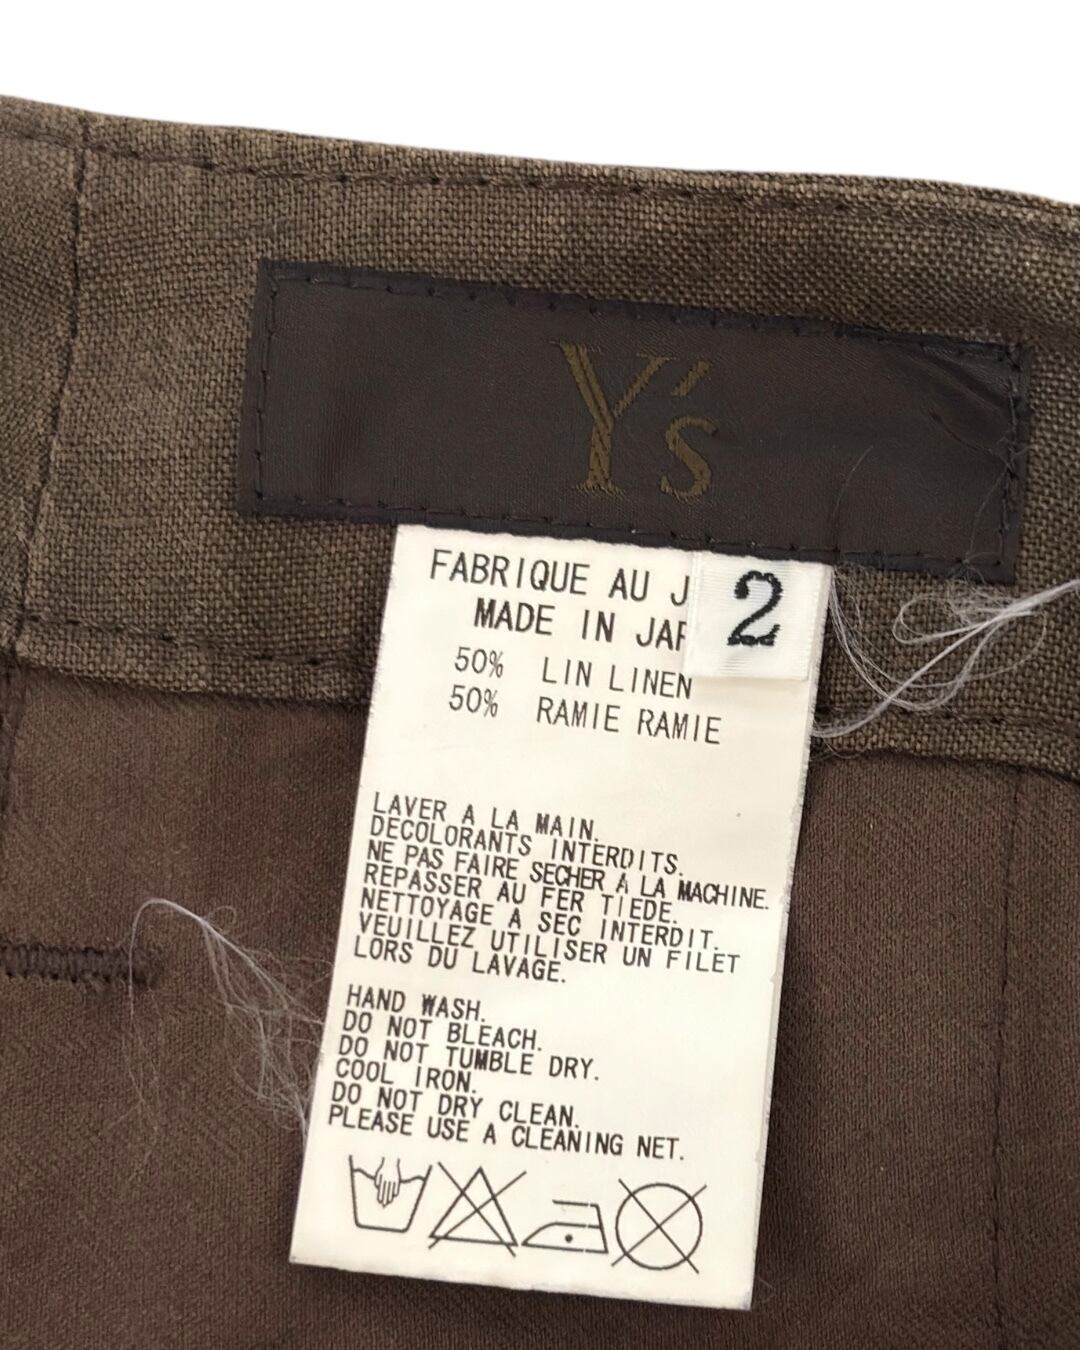 Y's
2
FABRIQUE AU J
MADE IN JAP
50% LIN LINEN
50% RAMIE RAMIE
LAVER A LA MAIN.
DECOLORANTS INTERDITS.
NE PAS FAIRE SECHER A LA MACHINE.
REPASSER AU FER TIEDE.
NETTOYAGE A SEC INTERDIT.
VEUILLEZ UTILISER UN FILET
LORS DU LAVAGE.
HAND WASH.
DO NOT BLEACH.
DO NOT TUMBLE DRY.
COOL IRON.
DO NOT DRY CLEAN.
PLEASE USE A CLEANING NET.